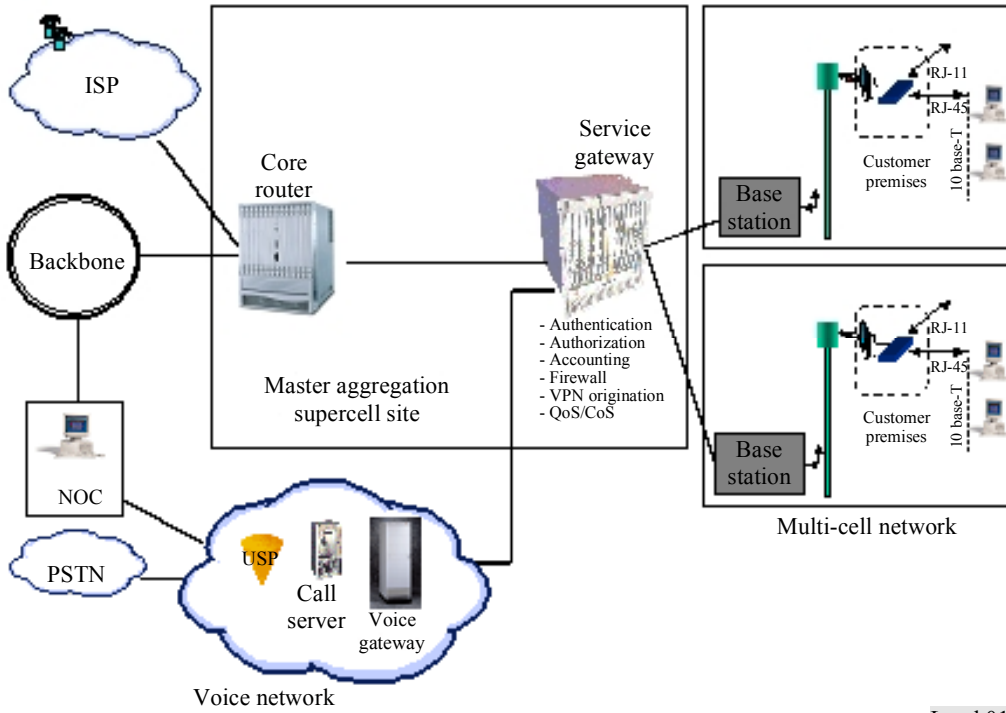 ISP
Core
router
Service
gateway
Backbone
- Authentication
- Authorization
- Accounting
- Firewall
- VPN origination
- QoS/CoS
Master aggregation
supercell site
NOC
PSTN
USP
Call
server
Voice
gateway
Voice network
RJ-11
RJ-45
10 base-T
Customer
premises
Base
station
RJ-11
RJ-45
10 base-T
Customer
premises
Base
station
Multi-cell network